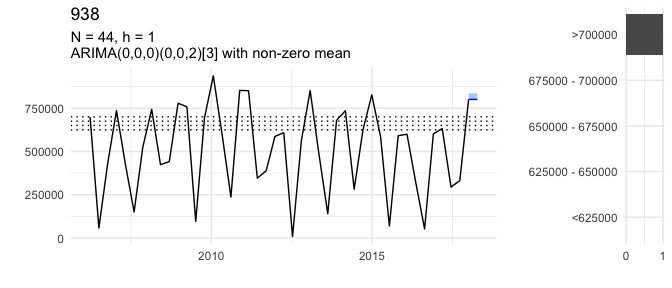 938
N = 44, h = 1
ARIMA(0,0,0)(0,0,2)[3] with non-zero mean
750000
500000
250000
0
2010
2015
>700000
675000 - 700000
650000 - 675000
625000 - 650000
<625000
0
1